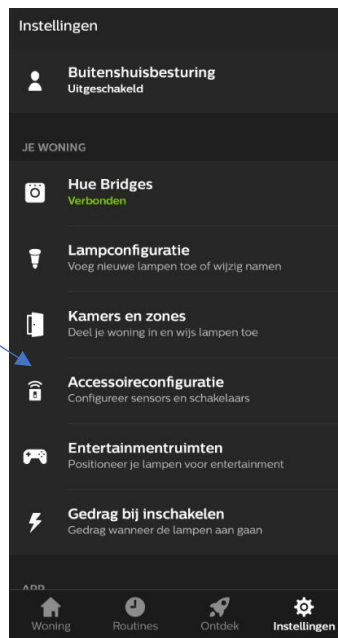 Instellingen
Buitenshuisbesturing
Uitgeschakeld
JE WONING
Hue Bridges
Verbonden
Lampconfiguratie
Voeg nieuwe lampen toe of wijzig namen
Kamers en zones
Deel je woning in en wijs lampen toe
Accessoireconfiguratie
Configureer sensors en schakelaars
Entertainmentruimten
Positioneer je lampen voor entertainment
Gedrag bij inschakelen
Gedrag wanneer de lampen aan gaan
APP
Woning Routines Ontdek Instellingen